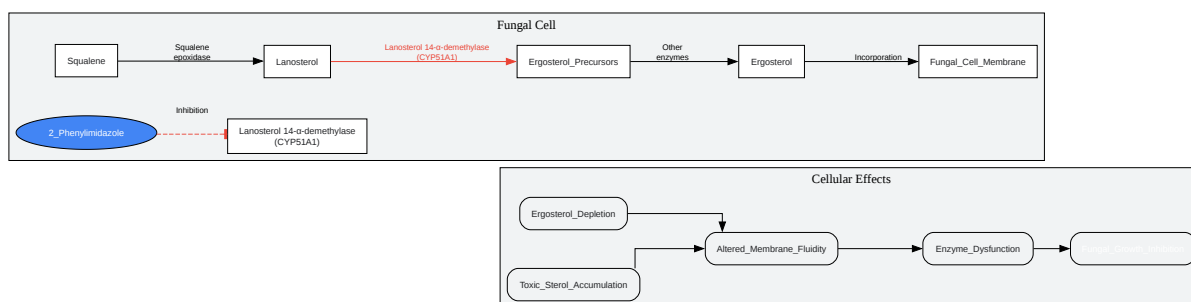 Fungal Cell
Squalene
Squalene
epoxidase
Lanosterol
Lanosterol 14-α-demethylase
(CYP51A1)
Ergosterol_Precursors
Other
enzymes
Ergosterol
Incorporation
Fungal_Cell_Membrane
2_Phenylimidazole
Inhibition
Lanosterol 14-α-demethylase
(CYP51A1)
Cellular Effects
Ergosterol_Depletion
Toxic_Sterol_Accumulation
Altered_Membrane_Fluidity
Enzyme_Dysfunction
Fungal_Growth_Inhibition